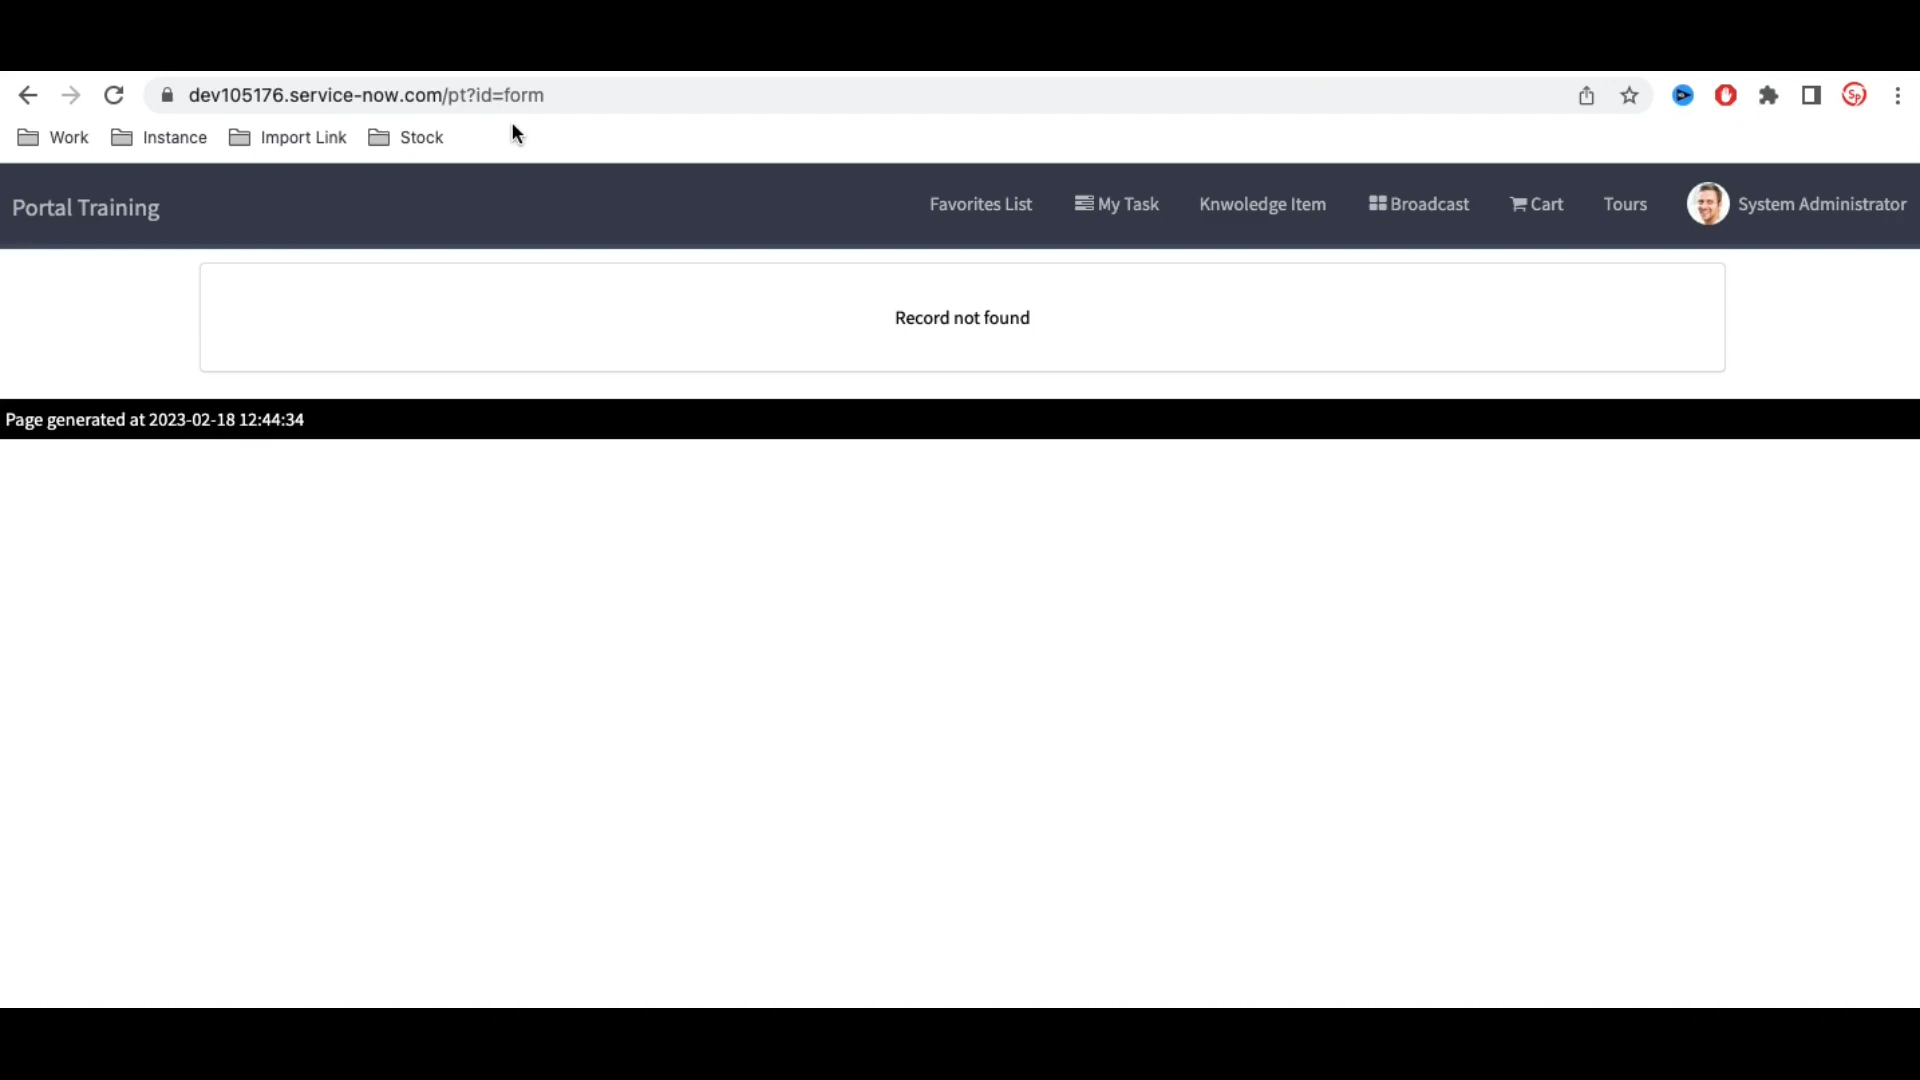 dev105176.service-now.com/pt?id=form
Sp
Work Instance Import Link Stock
Portal Training Favorites List My Task Knwoledge Item Broadcast Cart Tours System Administrator
Record not found
Page generated at 2023-02-18 12:44:34